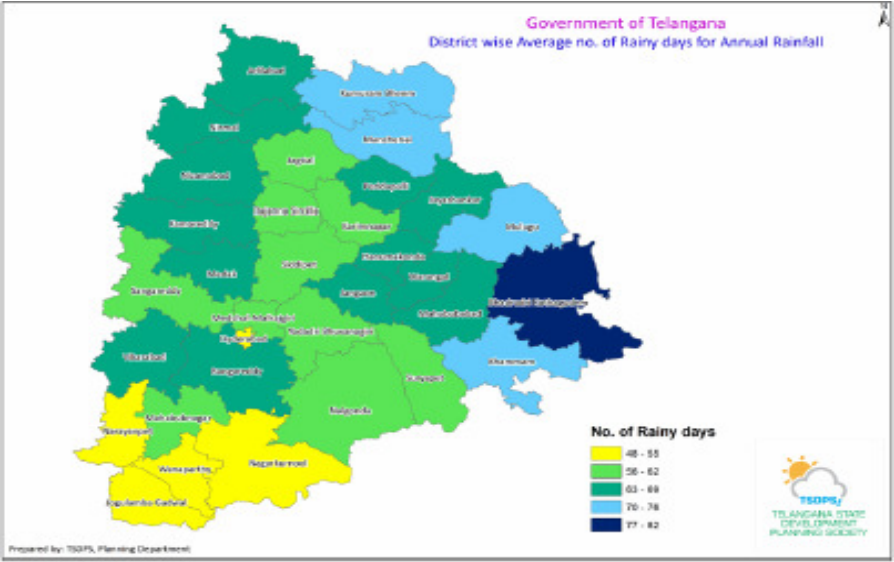 N
Government of Telangana
District wise Average no. of Rainy days for Annual Rainfall
Adilabad
Kumuram Bheem
Nirmal
Mancherial
Jagtial
Nizamabad
Peddapalli
Jayashankar
Rajanna Sircilla
Kamareddy
Karimnagar
Mulugu
Hanumakonda
Siddipet
Medak
Warangal
Sangareddy
Jangaon
Bhadradri Kothagudem
Mahabubabad
Medchal-Malkajgiri
Yadadri Bhuvanagiri
Hyderabad
Vikarabad
Khammam
Rangareddy
Suryapet
Nalgonda
Mahabubnagar
Narayanpet
Nagarkurnool
Wanaparthy
Jogulamba Gadwal
No. of Rainy days
48 - 55
56 - 62
63 - 69
70 - 76
77 - 82
TSDPS
TELANGANA STATE
DEVELOPMENT
PLANNING SOCIETY
Prepared by: TSDPS, Planning Department